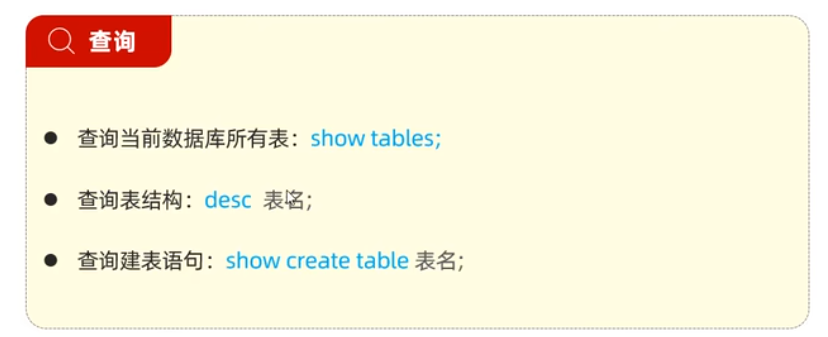 查询
查询当前数据库所有表：show tables;
查询表结构：desc 表名;
查询建表语句：show create table 表名;